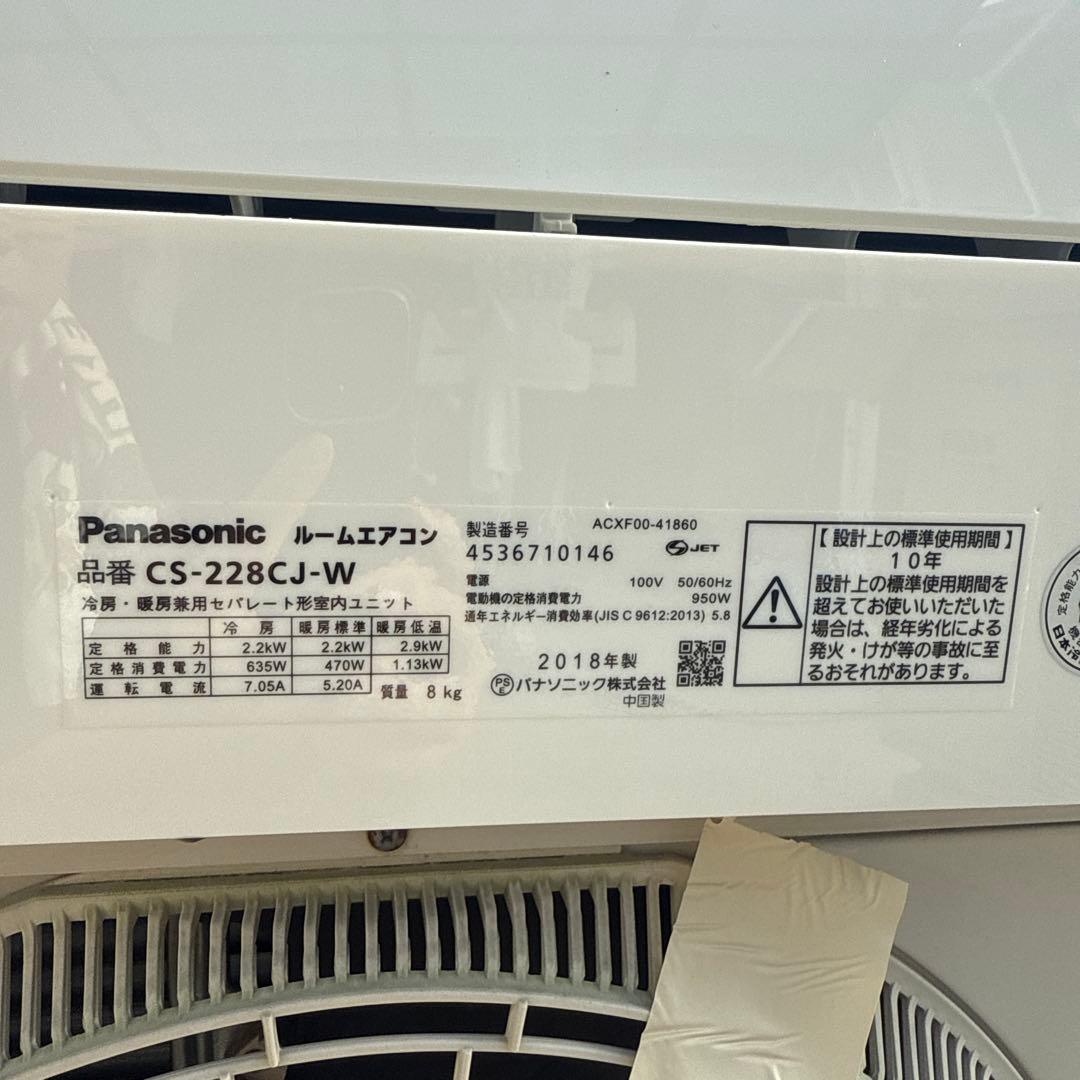 Panasonic ルームエアコン
品番 CS-228CJ-W
冷房・暖房兼用セパレート形室内ユニット
冷房 暖房標準 暖房低温
定格能力 2.2kW 2.2kW 2.9kW
定格消費電力 635W 470W 1.13kW
運転電流 7.05A 5.20A
質量 8 kg
製造番号 ACXF00-41860
4536710146
JET
電源 100V 50/60Hz
電動機の定格消費電力 950W
通年エネルギー消費効率(JIS C 9612:2013) 5.8
2018年製
PS E パナソニック株式会社
中国製
【設計上の標準使用期間】
10年
設計上の標準使用期間を
超えてお使いいただいた
場合は、経年劣化による
発火・けが等の事故に至
るおそれがあります。
定格能力